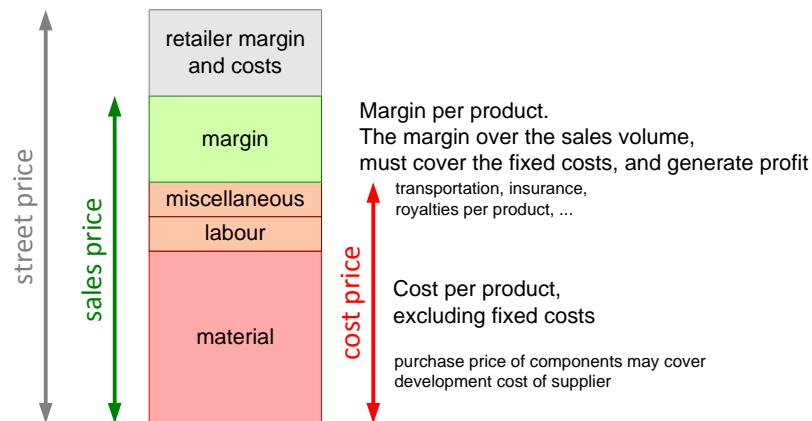 street price
sales price
retailer margin
and costs
margin
miscellaneous
labour
material
cost price
Margin per product.
The margin over the sales volume,
must cover the fixed costs, and generate profit
transportation, insurance,
royalties per product, ...
Cost per product,
excluding fixed costs
purchase price of components may cover
development cost of supplier